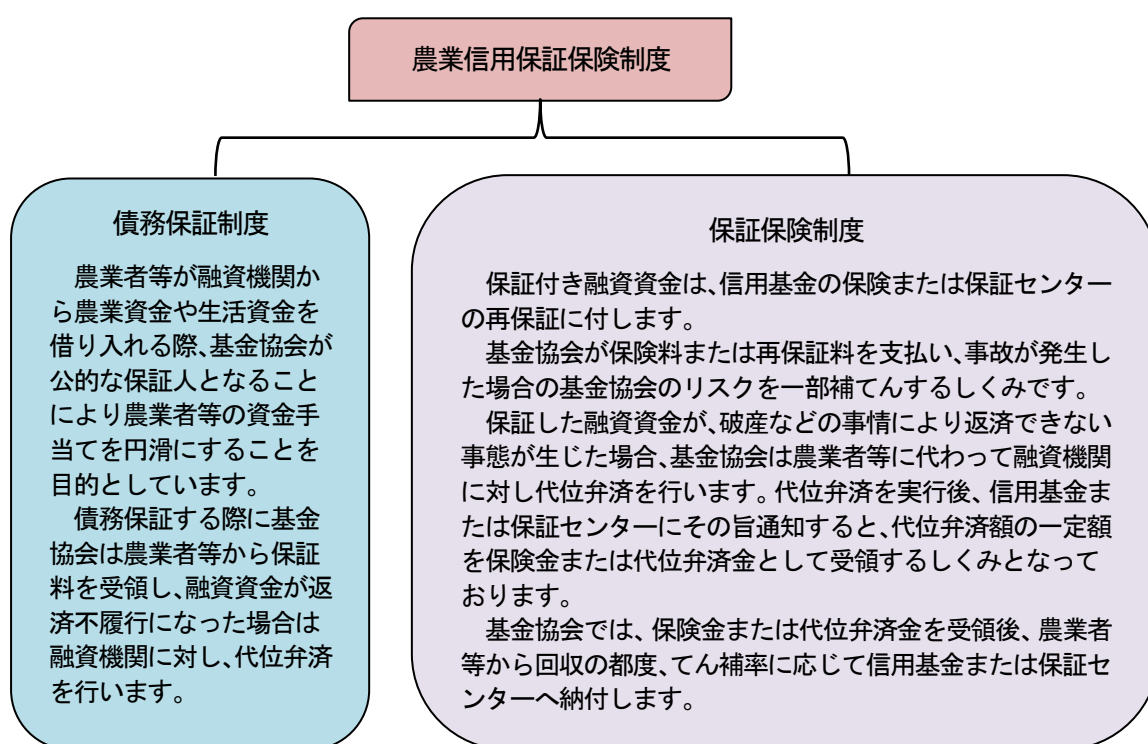 農業信用保証保険制度
債務保証制度
　農業者等が融資機関か
ら農業資金や生活資金を
借り入れる際、基金協会が
公的な保証人となること
により農業者等の資金手
当てを円滑にすることを
目的としています。
　債務保証する際に基金
協会は農業者等から保証
料を受領し、融資資金が返
済不履行になった場合は
融資機関に対し、代位弁済
を行います。
保証保険制度
　保証付き融資資金は、信用基金の保険または保証センター
の再保証に付します。
　基金協会が保険料または再保証料を支払い、事故が発生し
た場合の基金協会のリスクを一部補てんするしくみです。
　保証した融資資金が、破産などの事情により返済できない
事態が生じた場合、基金協会は農業者等に代わって融資機関
に対し代位弁済を行います。代位弁済を実行後、信用基金ま
たは保証センターにその旨通知すると、代位弁済額の一定額
を保険金または代位弁済金として受領するしくみとなって
おります。
　基金協会では、保険金または代位弁済金を受領後、農業者
等から回収の都度、てん補率に応じて信用基金または保証セ
ンターへ納付します。